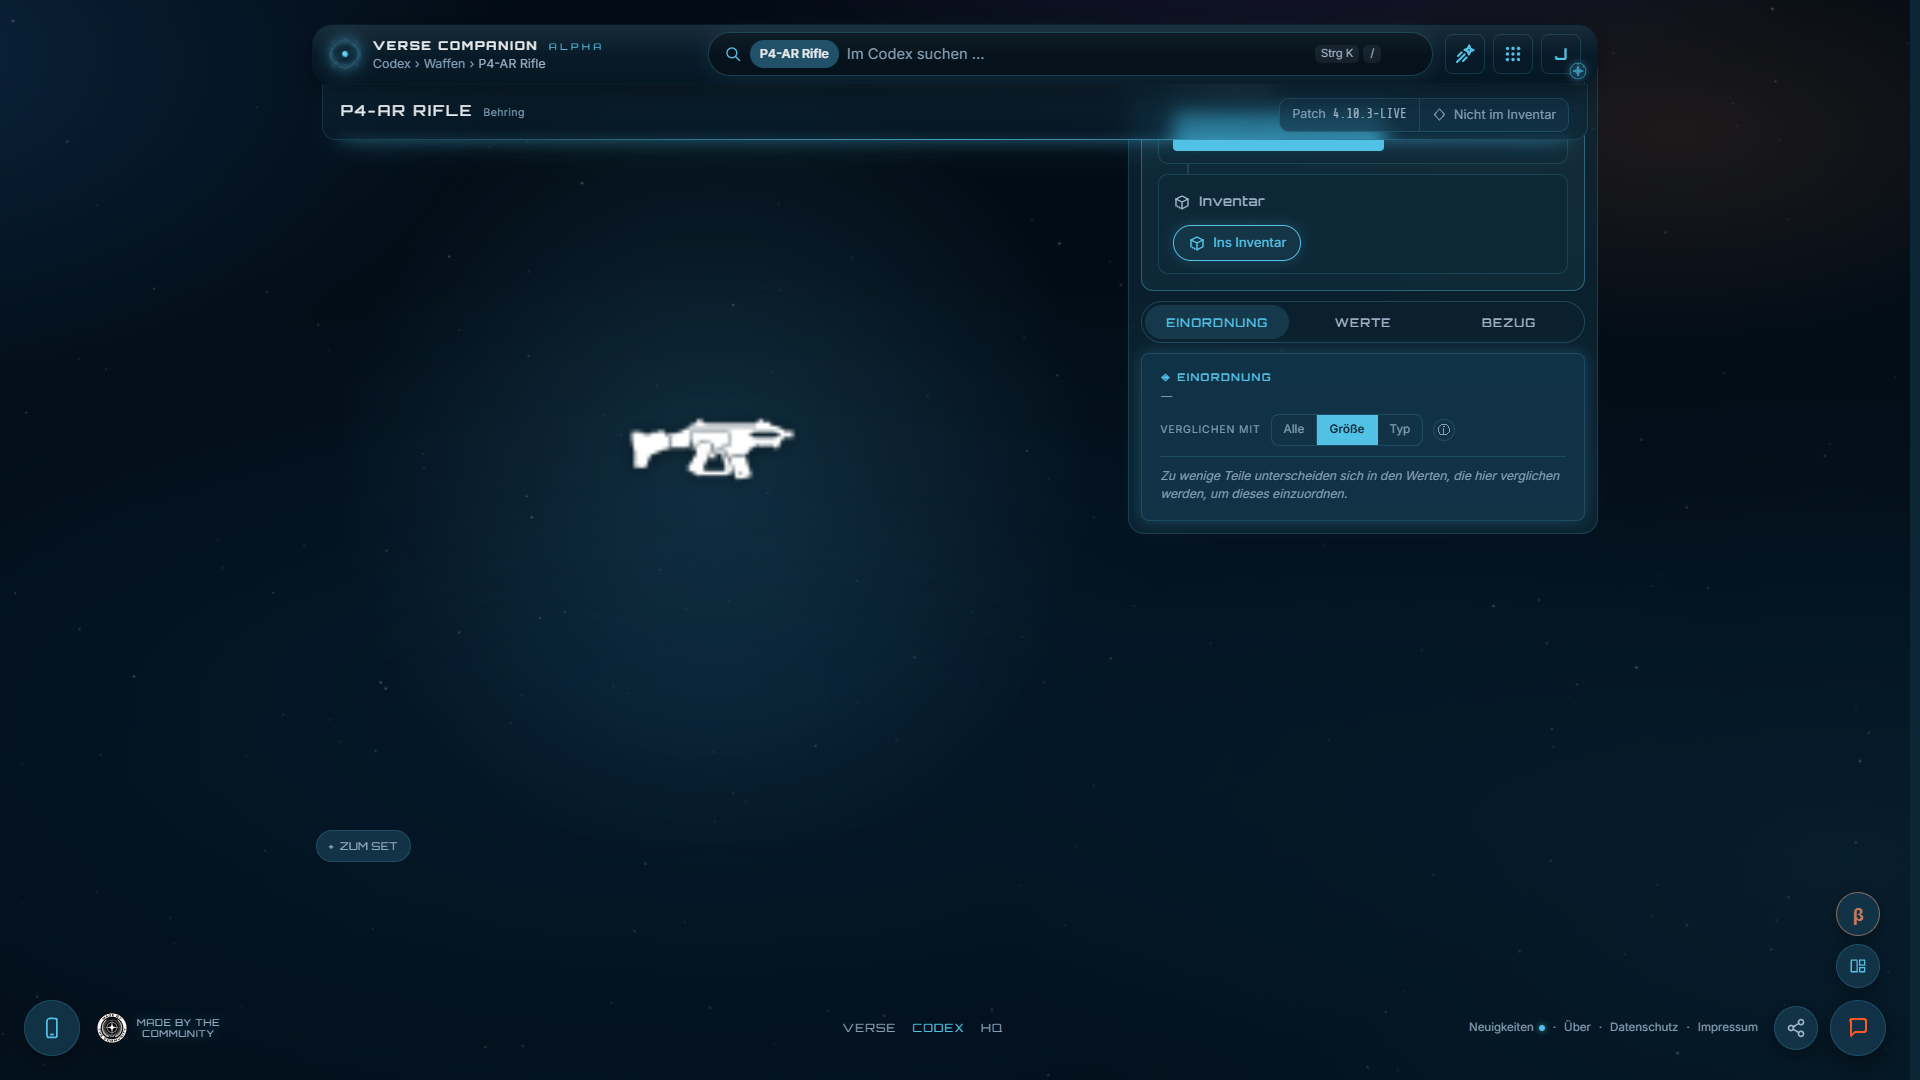 VERSE COMPANION ALPHA
Codex › Waffen › P4-AR Rifle
P4-AR Rifle Im Codex suchen ... Strg K /
P4-AR RIFLE Behring
Patch 4.10.3-LIVE Nicht im Inventar
Inventar
Ins Inventar
EINORDNUNG WERTE BEZUG
EINORDNUNG
—
VERGLICHEN MIT Alle Größe Typ
Zu wenige Teile unterscheiden sich in den Werten, die hier verglichen
werden, um dieses einzuordnen.
ZUM SET
β
MADE BY THE
COMMUNITY
VERSE CODEX HQ
Neuigkeiten · Über · Datenschutz · Impressum